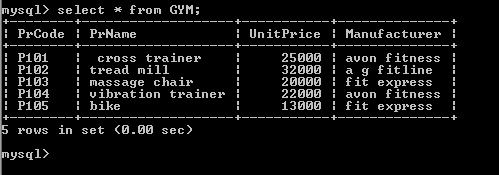 mysql> select * from GYM;
+--------+-------------------+-----------+--------------+
| PrCode | PrName            | UnitPrice | Manufacturer |
+--------+-------------------+-----------+--------------+
| P101   |  cross trainer    |     25000 | avon fitness |
| P102   | tread mill        |     32000 | a g fitline  |
| P103   | massage chair     |     20000 | fit express  |
| P104   | vibration trainer |     22000 | avon fitness |
| P105   | bike              |     13000 | fit express  |
+--------+-------------------+-----------+--------------+
5 rows in set (0.00 sec)
mysql>